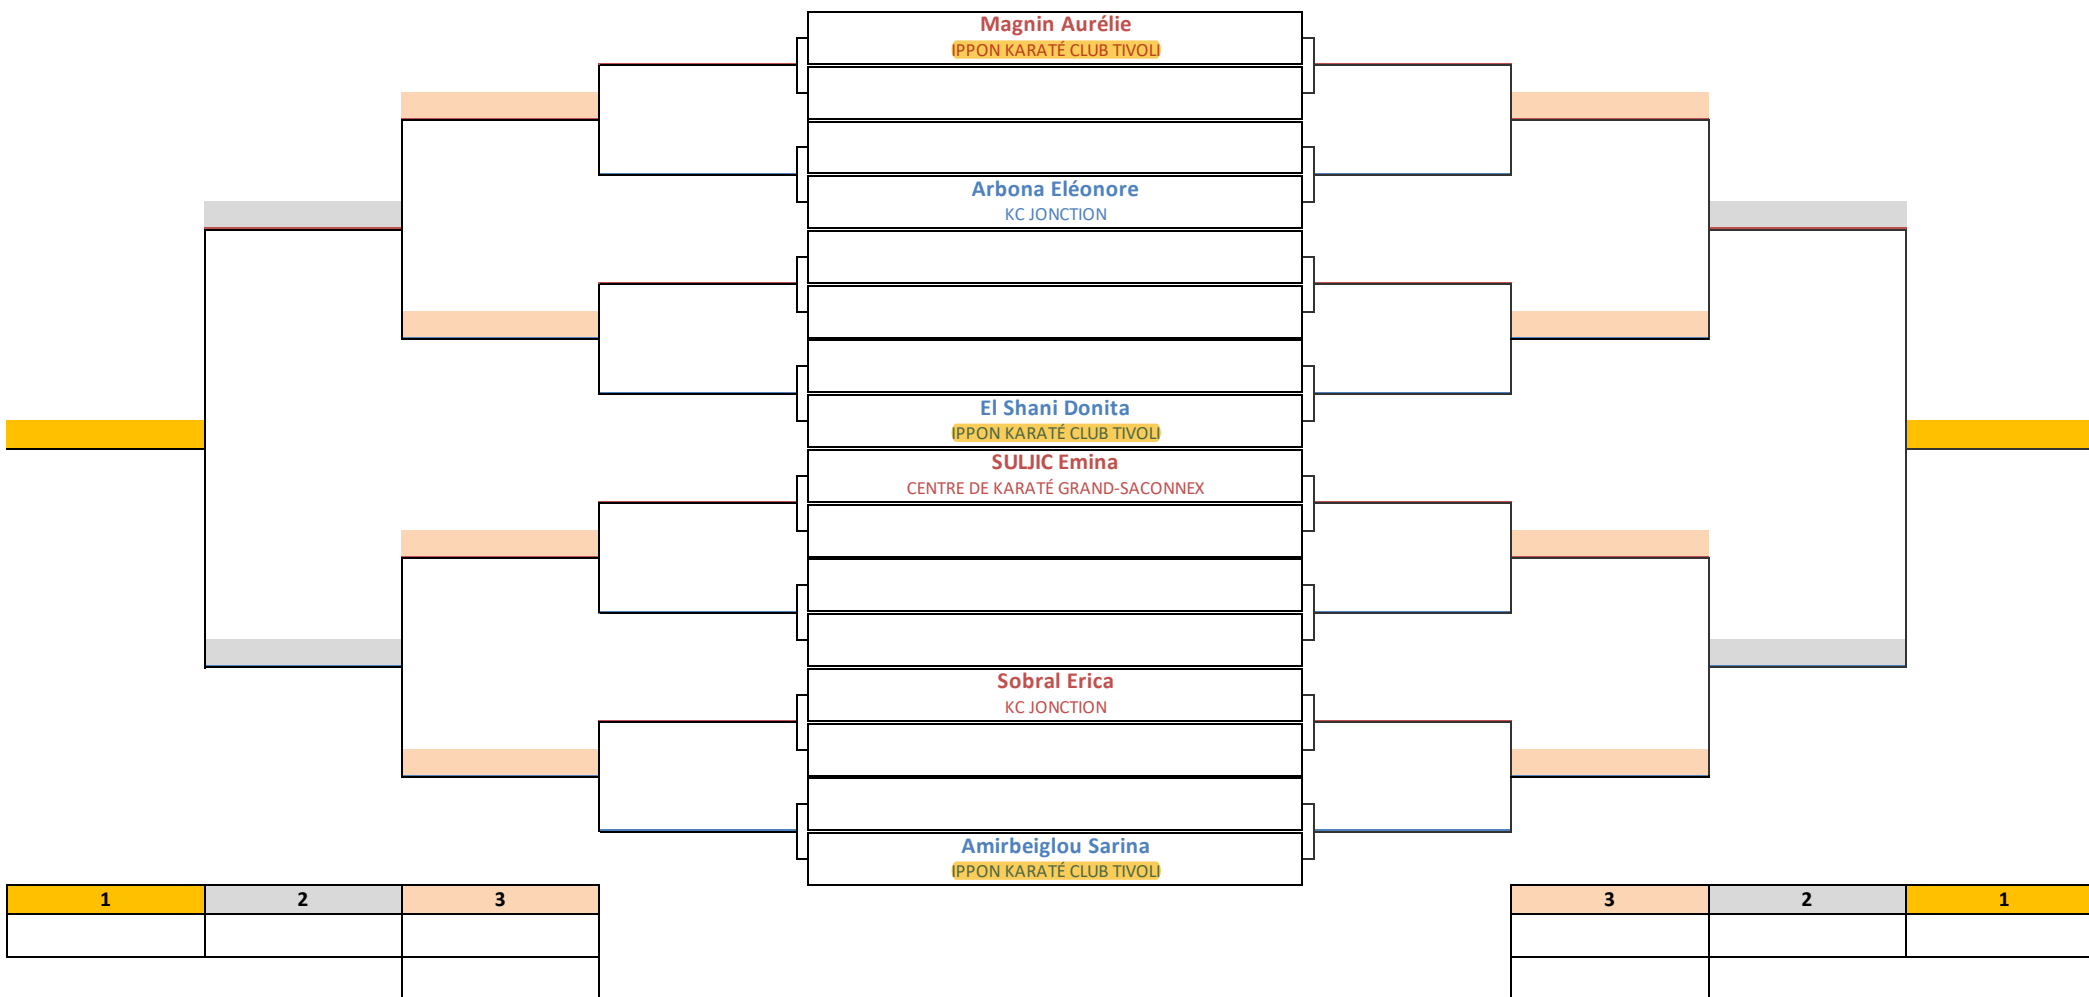 Magnin Aurélie
IPPON KARATÉ CLUB TIVOLI
Arbona Eléonore
KC JONCTION
El Shani Donita
IPPON KARATÉ CLUB TIVOLI
SULJIC Emina
CENTRE DE KARATÉ GRAND-SACONNEX
Sobral Erica
KC JONCTION
Amirbeiglou Sarina
IPPON KARATÉ CLUB TIVOLI
1 2 3 3 2 1